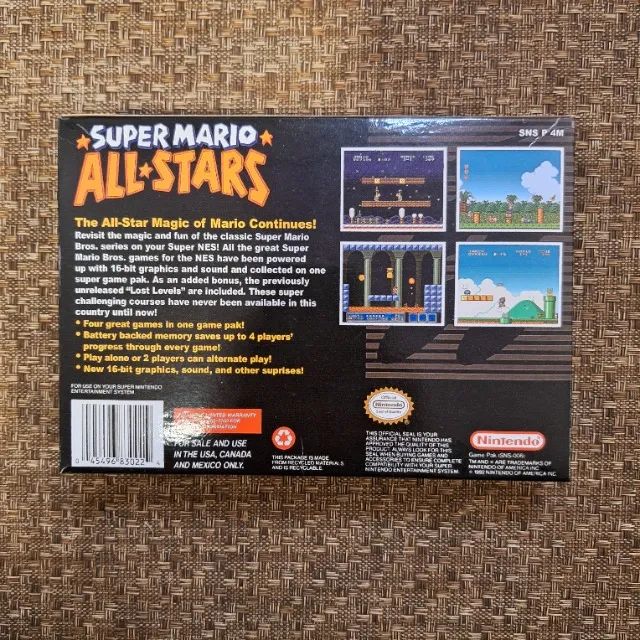 SUPER MARIO
ALL★STARS
SNS P 4M
The All-Star Magic of Mario Continues!
Revisit the magic and fun of the classic Super Mario
Bros. series on your Super NES! All the great Super
Mario Bros. games for the NES have been powered
up with 16-bit graphics and sound and collected on one
super game pak. As an added bonus, the previously
unreleased "Lost Levels" are included. These super
challenging courses have never been available in this
country until now!
• Four great games in one game pak!
• Battery backed memory saves up to 4 players'
progress through every game!
• Play alone or 2 players can alternate play!
• New 16-bit graphics, sound, and other suprises!
FOR USE ON YOUR SUPER NINTENDO
ENTERTAINMENT SYSTEM
0 45496 83022 4
LIMITED WARRANTY
FOR SALE AND USE
IN THE USA, CANADA
AND MEXICO ONLY.
THIS PACKAGE IS MADE
FROM RECYCLED MATERIALS
AND IS RECYCLABLE.
Official
Nintendo
Seal of Quality
THIS OFFICIAL SEAL IS YOUR
ASSURANCE THAT NINTENDO HAS
APPROVED THE QUALITY OF THIS
PRODUCT. ALWAYS LOOK FOR THIS
SEAL WHEN BUYING GAMES AND
ACCESSORIES TO ENSURE COMPLETE
COMPATIBILITY WITH YOUR SUPER
NINTENDO ENTERTAINMENT SYSTEM.
Nintendo
Game Pak (SNS-006)
TM AND ® ARE TRADEMARKS OF
NINTENDO OF AMERICA INC.
NINTENDO OF AMERICA INC.